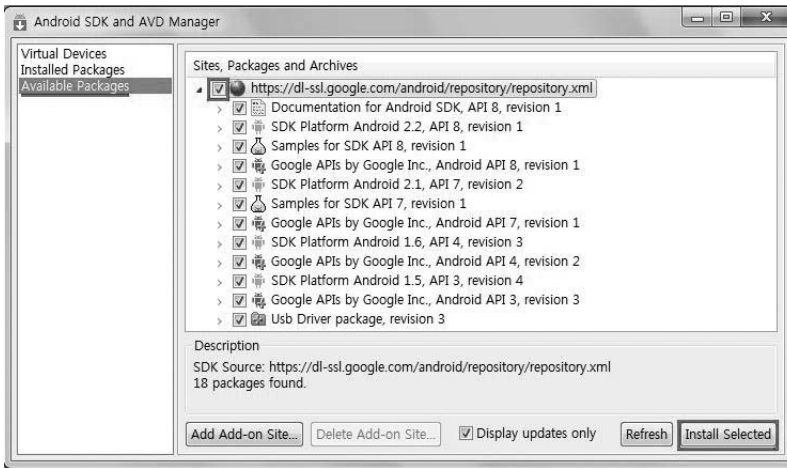 Android SDK and AVD Manager
Virtual Devices
Installed Packages
Available Packages
Sites, Packages and Archives
https://dl-ssl.google.com/android/repository/repository.xml
Documentation for Android SDK, API 8, revision 1
SDK Platform Android 2.2, API 8, revision 1
Samples for SDK API 8, revision 1
Google APIs by Google Inc., Android API 8, revision 1
SDK Platform Android 2.1, API 7, revision 2
Samples for SDK API 7, revision 1
Google APIs by Google Inc., Android API 7, revision 1
SDK Platform Android 1.6, API 4, revision 3
Google APIs by Google Inc., Android API 4, revision 2
SDK Platform Android 1.5, API 3, revision 4
Google APIs by Google Inc., Android API 3, revision 3
Usb Driver package, revision 3
Description
SDK Source: https://dl-ssl.google.com/android/repository/repository.xml
18 packages found.
Add Add-on Site... Delete Add-on Site... Display updates only Refresh Install Selected